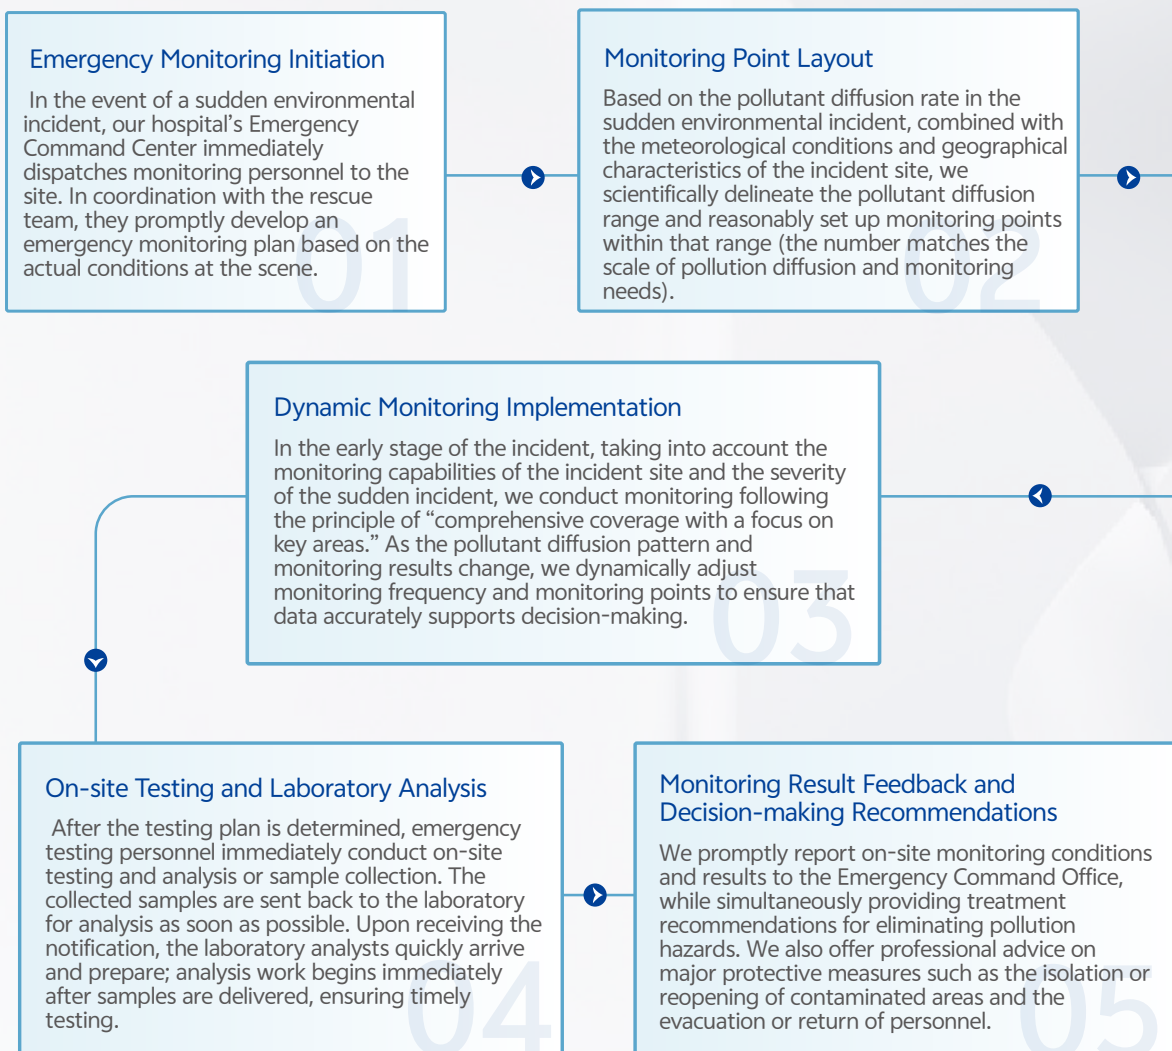 Emergency Monitoring Initiation
In the event of a sudden environmental
incident, our hospital's Emergency
Command Center immediately
dispatches monitoring personnel to the
site. In coordination with the rescue
team, they promptly develop an
emergency monitoring plan based on the
actual conditions at the scene.
01
Monitoring Point Layout
Based on the pollutant diffusion rate in the
sudden environmental incident, combined with
the meteorological conditions and geographical
characteristics of the incident site, we
scientifically delineate the pollutant diffusion
range and reasonably set up monitoring points
within that range (the number matches the
scale of pollution diffusion and monitoring
needs).
02
Dynamic Monitoring Implementation
In the early stage of the incident, taking into account the
monitoring capabilities of the incident site and the severity
of the sudden incident, we conduct monitoring following
the principle of “comprehensive coverage with a focus on
key areas.” As the pollutant diffusion pattern and
monitoring results change, we dynamically adjust
monitoring frequency and monitoring points to ensure that
data accurately supports decision-making.
03
On-site Testing and Laboratory Analysis
After the testing plan is determined, emergency
testing personnel immediately conduct on-site
testing and analysis or sample collection. The
collected samples are sent back to the laboratory
for analysis as soon as possible. Upon receiving the
notification, the laboratory analysts quickly arrive
and prepare; analysis work begins immediately
after samples are delivered, ensuring timely
testing.
04
Monitoring Result Feedback and
Decision-making Recommendations
We promptly report on-site monitoring conditions
and results to the Emergency Command Office,
while simultaneously providing treatment
recommendations for eliminating pollution
hazards. We also offer professional advice on
major protective measures such as the isolation or
reopening of contaminated areas and the
evacuation or return of personnel.
05